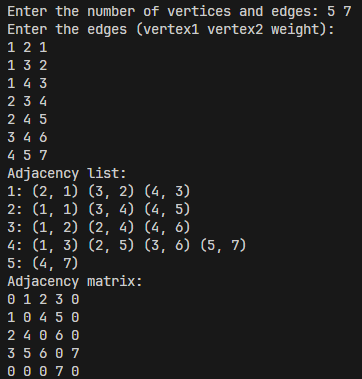 Enter the number of vertices and edges: 5 7
Enter the edges (vertex1 vertex2 weight):
1 2 1
1 3 2
1 4 3
2 3 4
2 4 5
3 4 6
4 5 7
Adjacency list:
1: (2, 1) (3, 2) (4, 3)
2: (1, 1) (3, 4) (4, 5)
3: (1, 2) (2, 4) (4, 6)
4: (1, 3) (2, 5) (3, 6) (5, 7)
5: (4, 7)
Adjacency matrix:
0 1 2 3 0
1 0 4 5 0
2 4 0 6 0
3 5 6 0 7
0 0 0 7 0